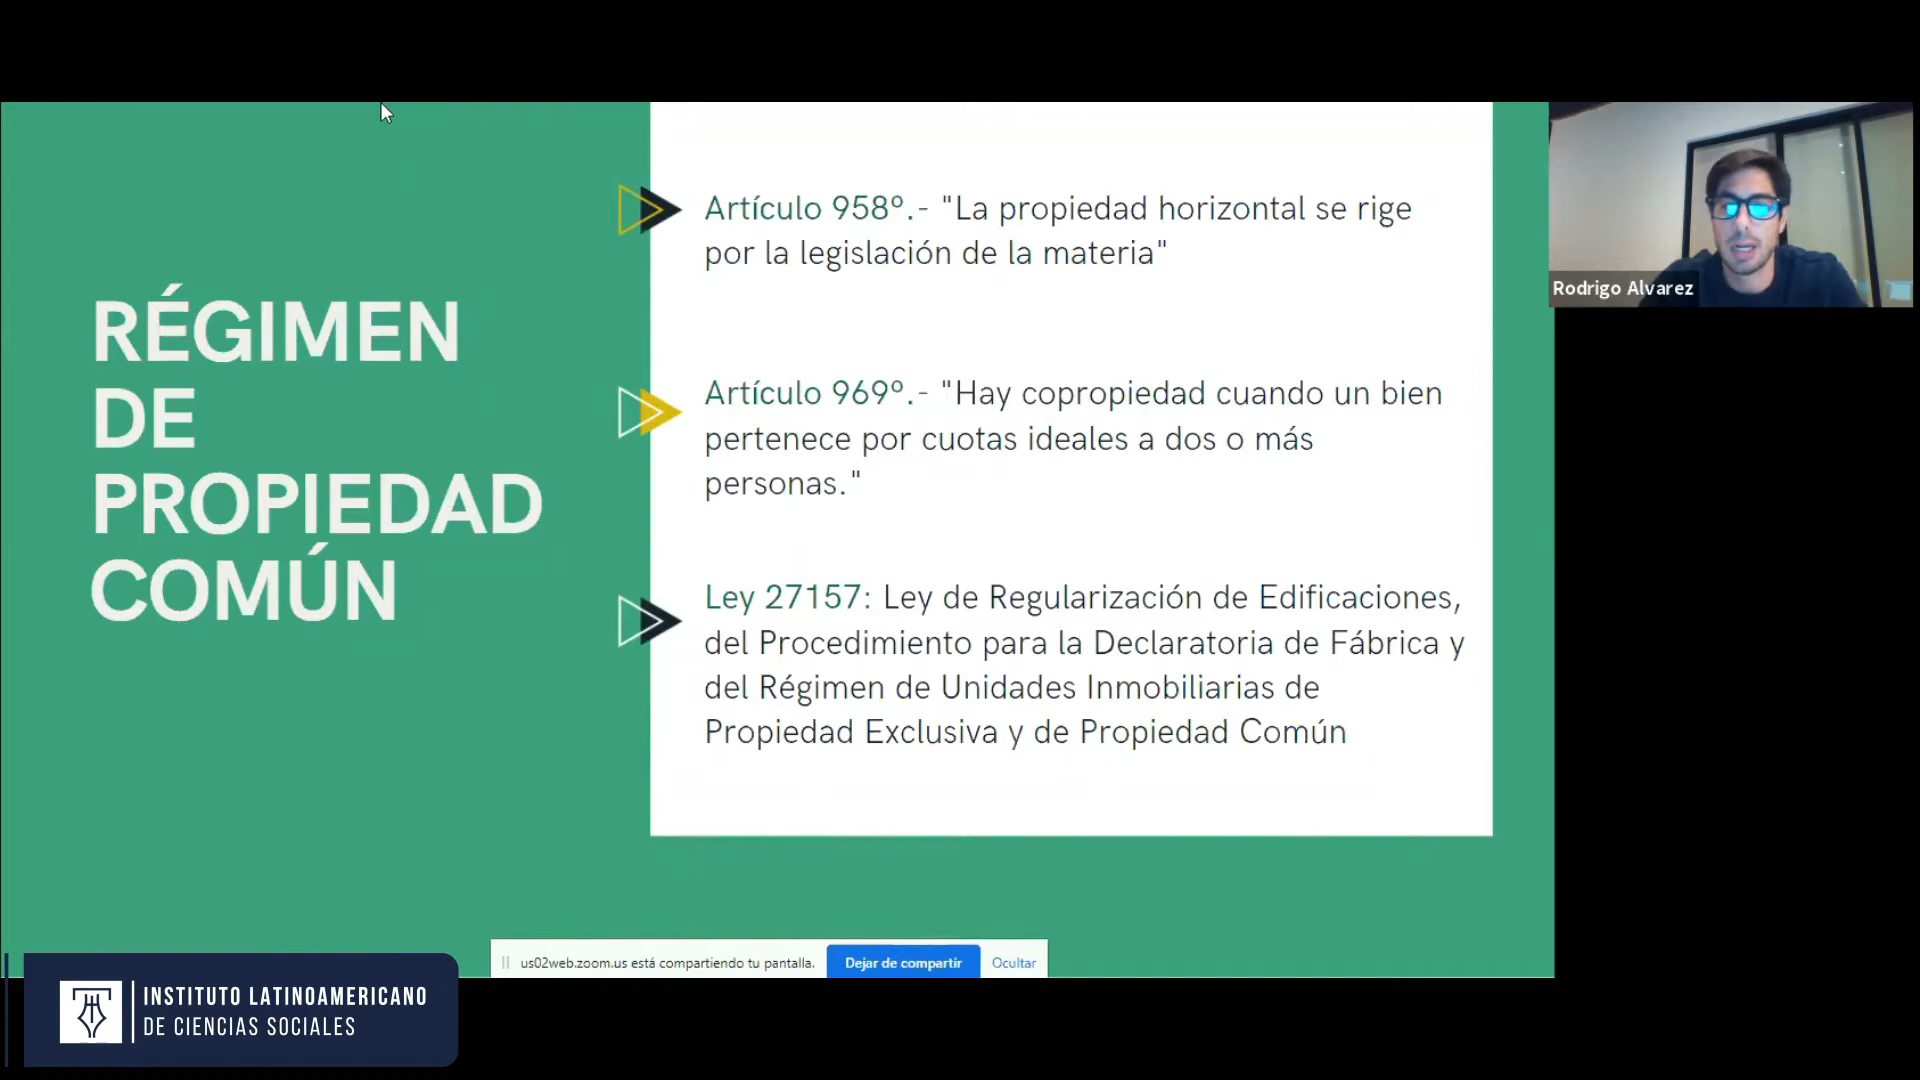 RÉGIMEN
DE
PROPIEDAD
COMÚN
Artículo 958º.- "La propiedad horizontal se rige
por la legislación de la materia"
Artículo 969º.- "Hay copropiedad cuando un bien
pertenece por cuotas ideales a dos o más
personas."
Ley 27157: Ley de Regularización de Edificaciones,
del Procedimiento para la Declaratoria de Fábrica y
del Régimen de Unidades Inmobiliarias de
Propiedad Exclusiva y de Propiedad Común
Rodrigo Alvarez
us02web.zoom.us está compartiendo tu pantalla.
Dejar de compartir
Ocultar
INSTITUTO LATINOAMERICANO
DE CIENCIAS SOCIALES